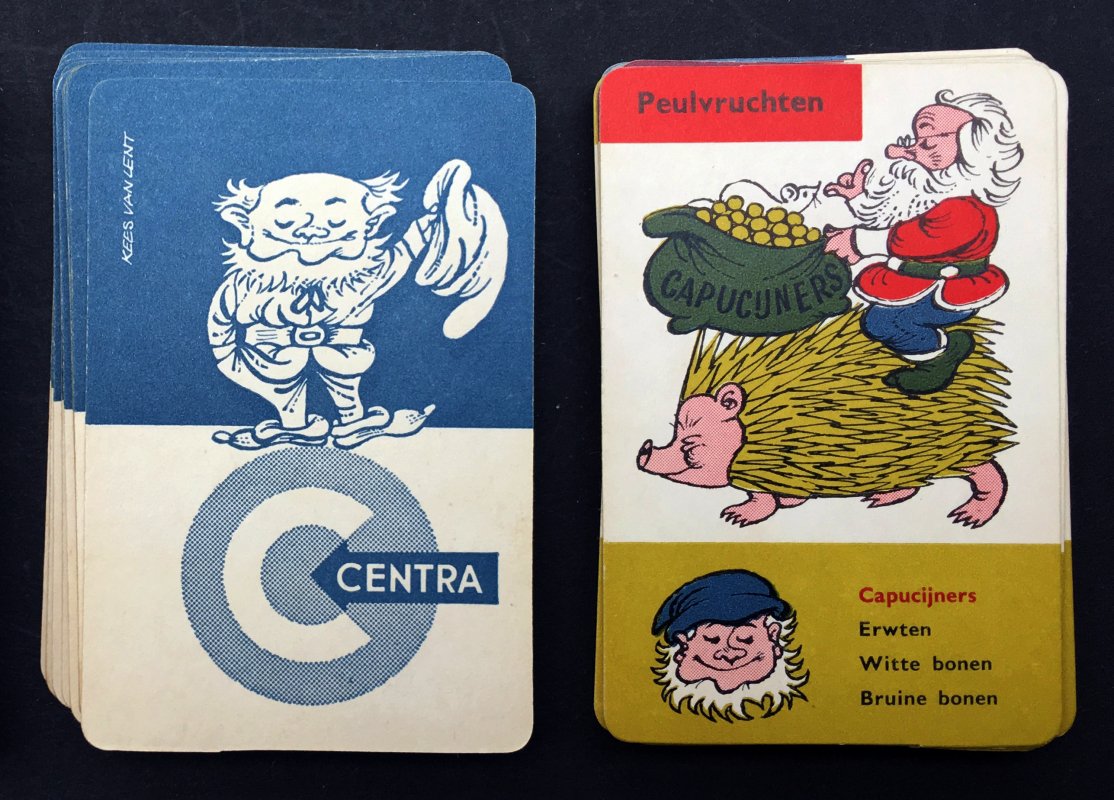 KEES VAN LENT
C
CENTRA
Peulvruchten
CAPUCIJNERS
Capucijners
Erwten
Witte bonen
Bruine bonen